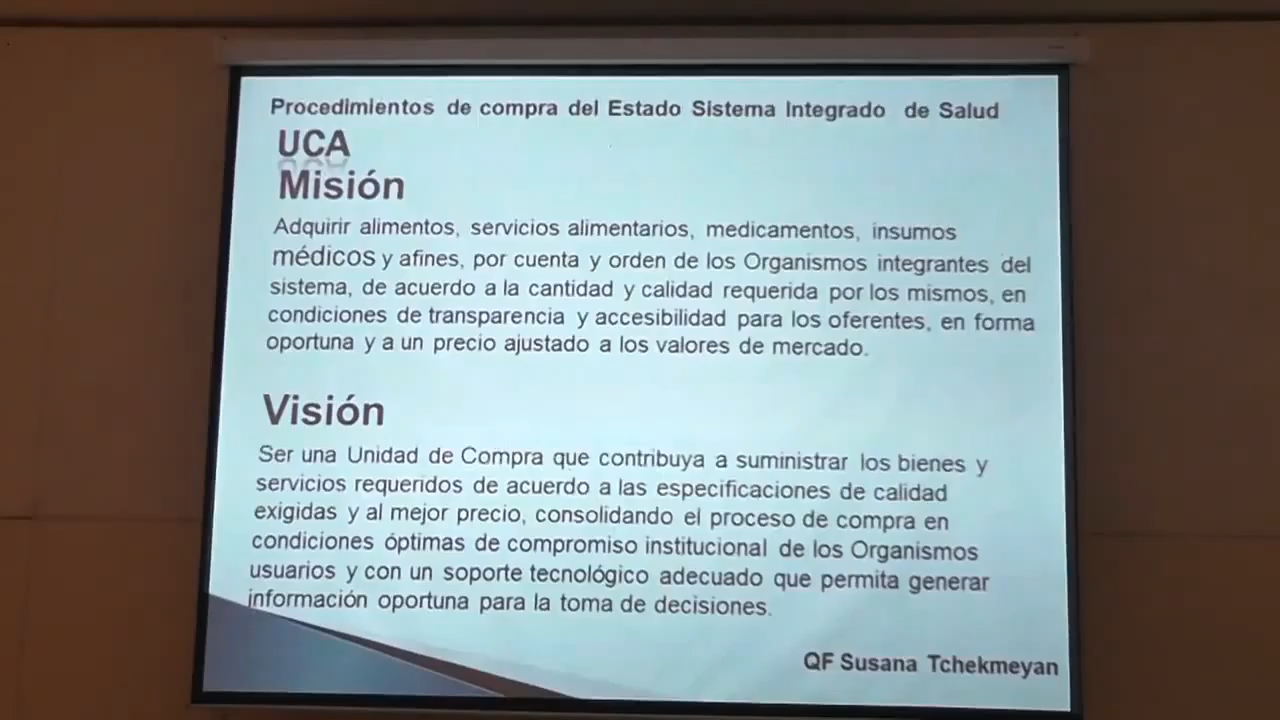 Procedimientos de compra del Estado Sistema Integrado de Salud
UCA
Misión
Adquirir alimentos, servicios alimentarios, medicamentos, insumos
médicos y afines, por cuenta y orden de los Organismos integrantes del
sistema, de acuerdo a la cantidad y calidad requerida por los mismos, en
condiciones de transparencia y accesibilidad para los oferentes, en forma
oportuna y a un precio ajustado a los valores de mercado.
Visión
Ser una Unidad de Compra que contribuya a suministrar los bienes y
servicios requeridos de acuerdo a las especificaciones de calidad
exigidas y al mejor precio, consolidando el proceso de compra en
condiciones óptimas de compromiso institucional de los Organismos
usuarios y con un soporte tecnológico adecuado que permita generar
información oportuna para la toma de decisiones.
QF Susana Tchekmeyan